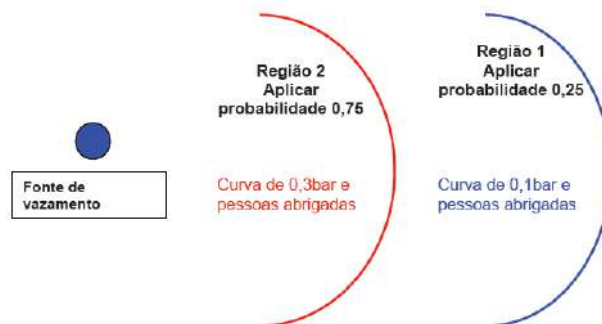 Região 2
Aplicar
probabilidade 0,75
Região 1
Aplicar
probabilidade 0,25
Fonte de
vazamento
Curva de 0,3bar e
pessoas abrigadas
Curva de 0,1bar e
pessoas abrigadas